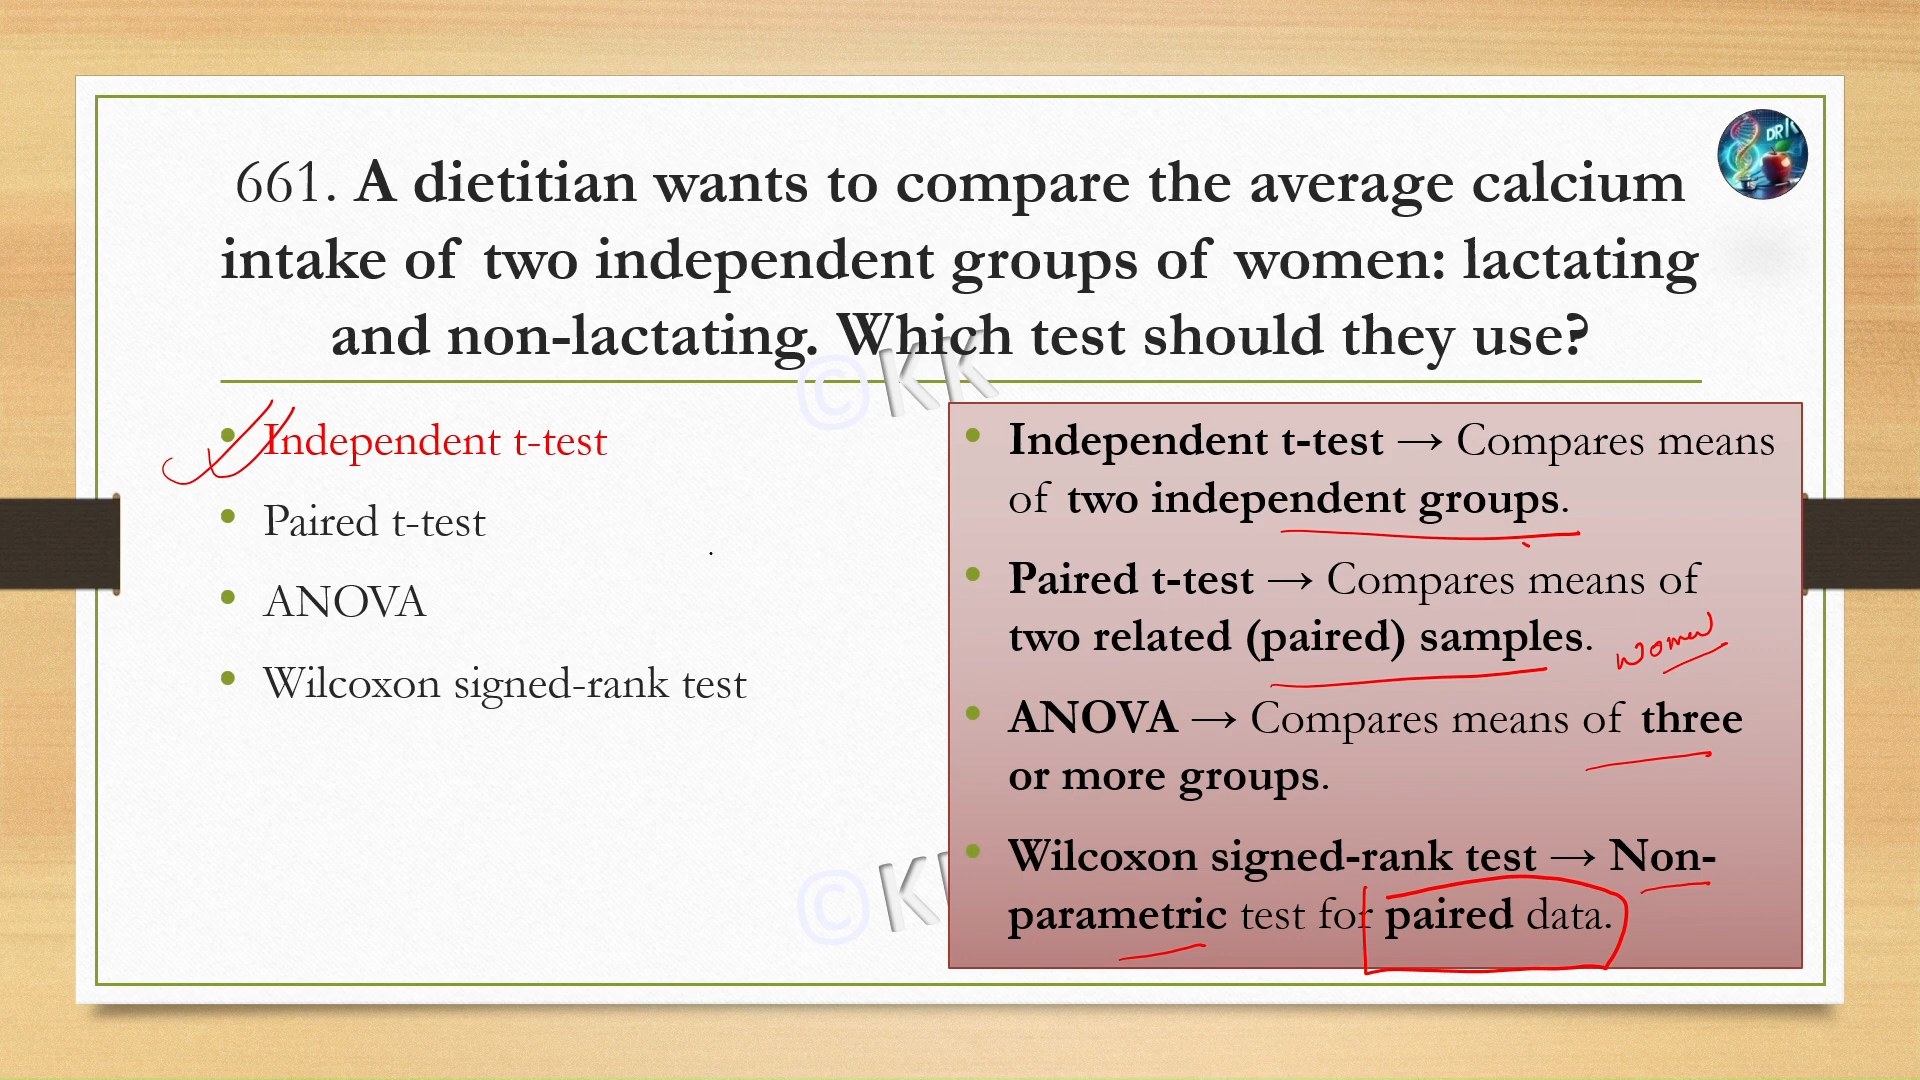 661. A dietitian wants to compare the average calcium
intake of two independent groups of women: lactating
and non-lactating. Which test should they use?
©KK
• Independent t-test
• Paired t-test
• ANOVA
• Wilcoxon signed-rank test
• Independent t-test → Compares means
of two independent groups.
• Paired t-test → Compares means of
two related (paired) samples.
women
• ANOVA → Compares means of three
or more groups.
• Wilcoxon signed-rank test → Non-
parametric test for paired data.
©K
DR